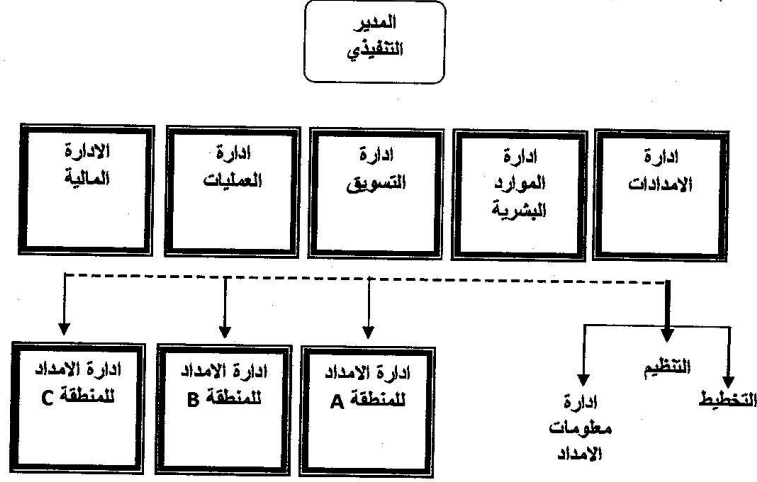 المدير
التنفيذي
ادارة
الامدادات
ادارة
الموارد
البشرية
ادارة
التسويق
ادارة
العمليات
الادارة
المالية
التخطيط
التنظيم
ادارة
معلومات
الامداد
ادارة الامداد
للمنطقة A
ادارة الامداد
للمنطقة B
ادارة الامداد
للمنطقة C